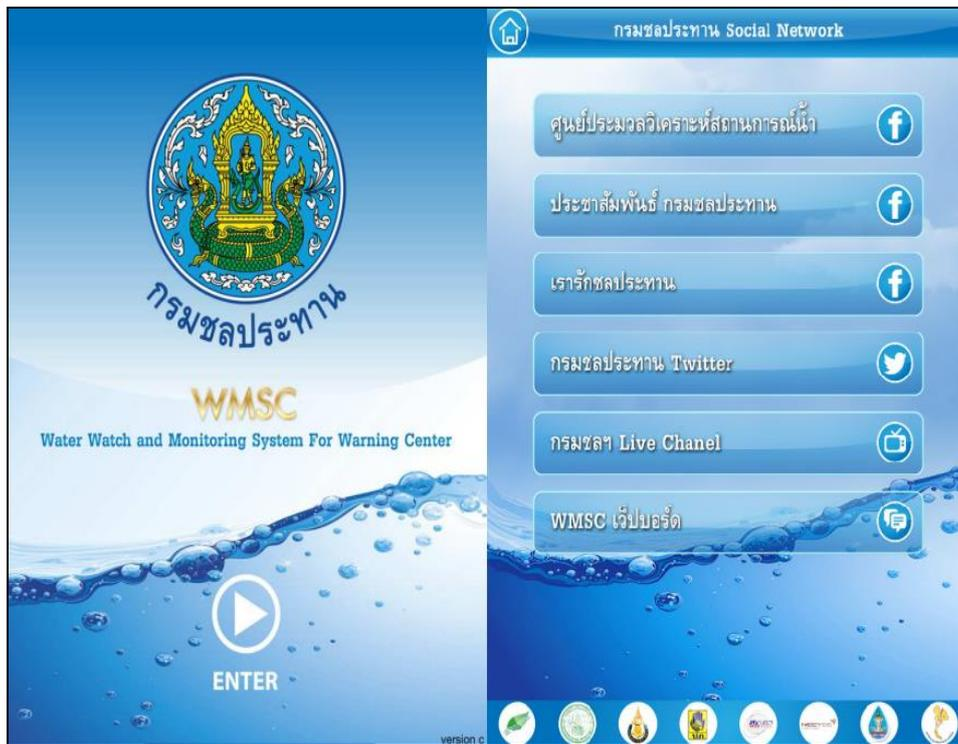 กรมชลประทาน
WMSC
Water Watch and Monitoring System For Warning Center
ENTER
version c
กรมชลประทาน Social Network
ศูนย์ประมวลวิเคราะห์สถานการณ์น้ำ
ประชาสัมพันธ์ กรมชลประทาน
เรารักชลประทาน
กรมชลประทาน Twitter
กรมชลฯ Live Chanel
WMSC เว็ปบอร์ด